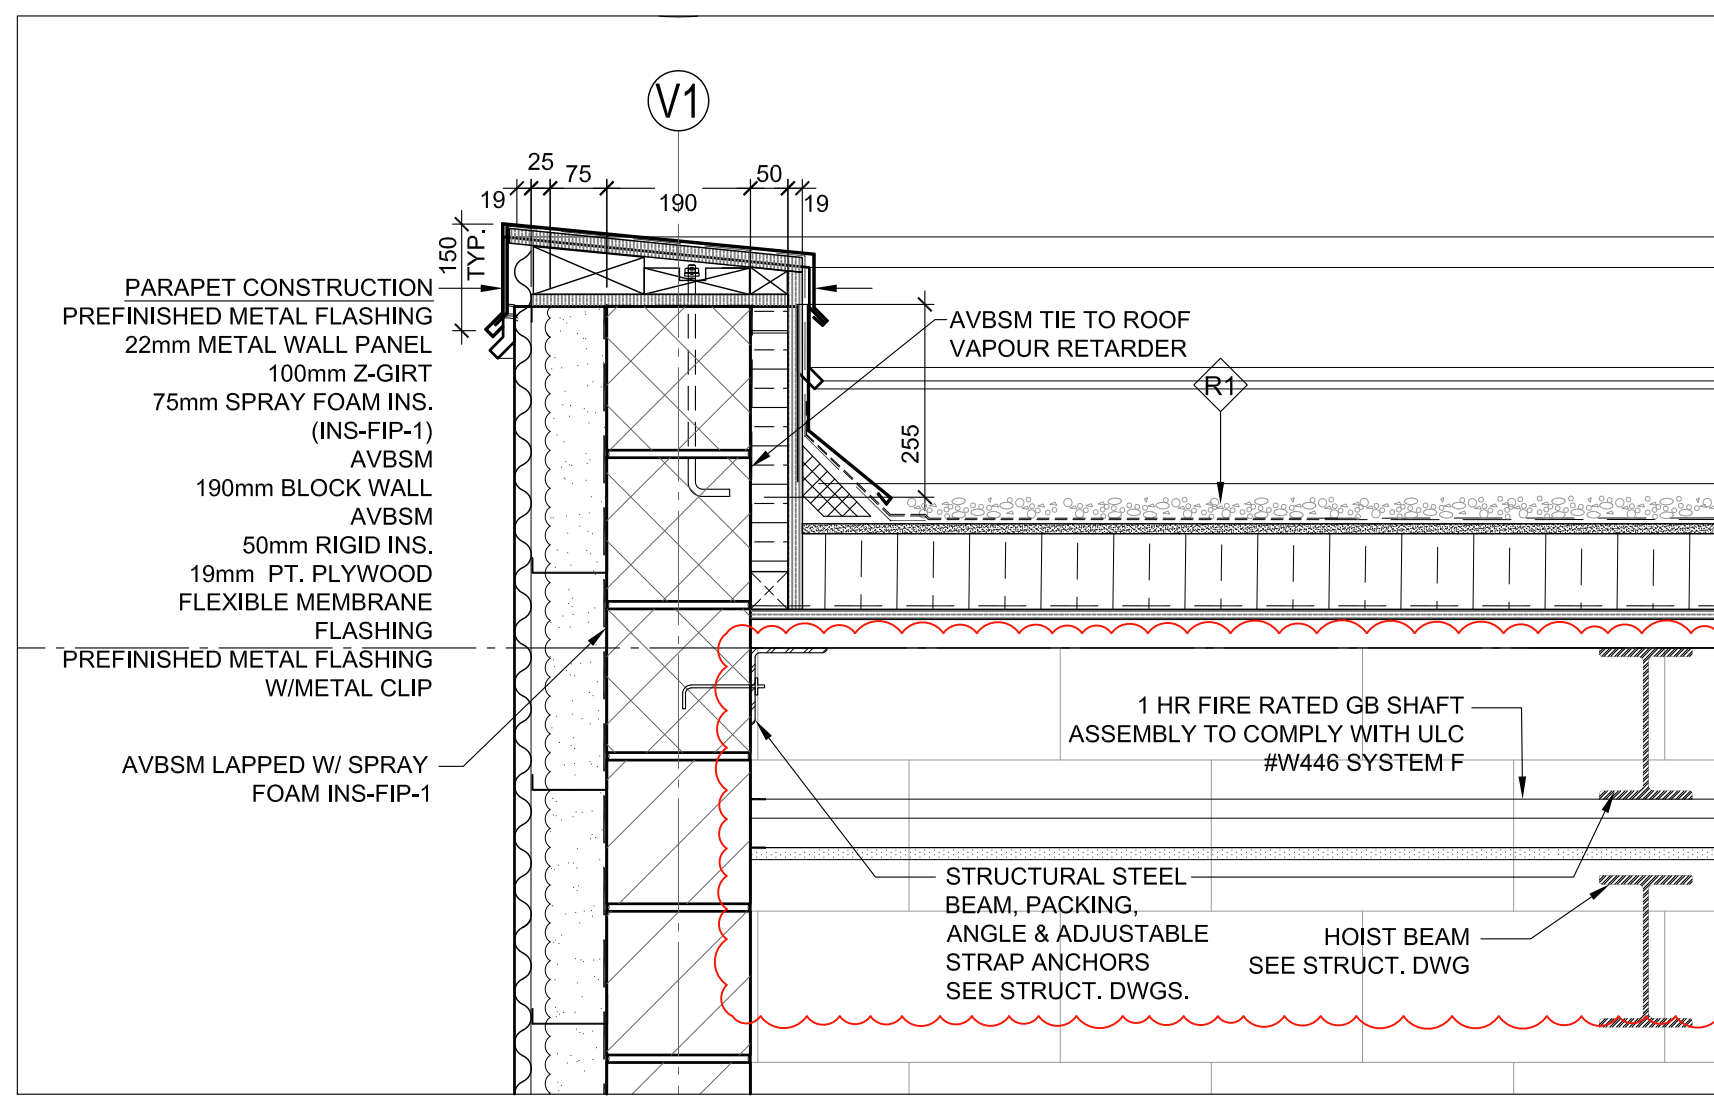 V1
25
75
50
19
190
19
150
TYP.
PARAPET CONSTRUCTION
PREFINISHED METAL FLASHING
22mm METAL WALL PANEL
100mm Z-GIRT
75mm SPRAY FOAM INS.
(INS-FIP-1)
AVBSM
190mm BLOCK WALL
AVBSM
50mm RIGID INS.
19mm PT. PLYWOOD
FLEXIBLE MEMBRANE
FLASHING
PREFINISHED METAL FLASHING
W/METAL CLIP
AVBSM LAPPED W/ SPRAY
FOAM INS-FIP-1
AVBSM TIE TO ROOF
VAPOUR RETARDER
R1
255
1 HR FIRE RATED GB SHAFT
ASSEMBLY TO COMPLY WITH ULC
#W446 SYSTEM F
STRUCTURAL STEEL
BEAM, PACKING,
ANGLE & ADJUSTABLE
STRAP ANCHORS
SEE STRUCT. DWGS.
HOIST BEAM
SEE STRUCT. DWG